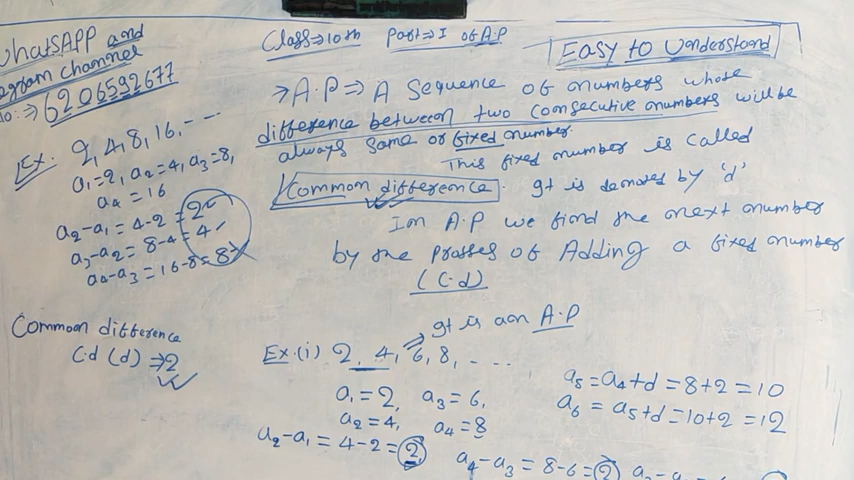 WhatsAPP and
egram channel
No:⇒ 6206592677
Class⇒10th Part⇒I of A.P
Easy to Understand
→A.P⇒ A Sequence of numbers whose
difference between two consecutive numbers will be
always same or fixed number.
This fixed number is called
Common difference. It is denoted by 'd'
In A.P we find the next number
by the prosses of Adding a fixed number
(C.d)
Ex. 2,4,8,16,...
a1=2, a2=4, a3=8,
a4=16
a2-a1=4-2=2
a3-a2=8-4=4
a4-a3=16-8=8
Common difference
C.d (d) ⇒2
⇒ It is an A.P
Ex.(i) 2, 4, 6, 8, ...
a1=2, a3=6,
a2=4, a4=8
a2-a1=4-2=2
a4-a3=8-6=2
a5=a4+d=8+2=10
a6=a5+d=10+2=12